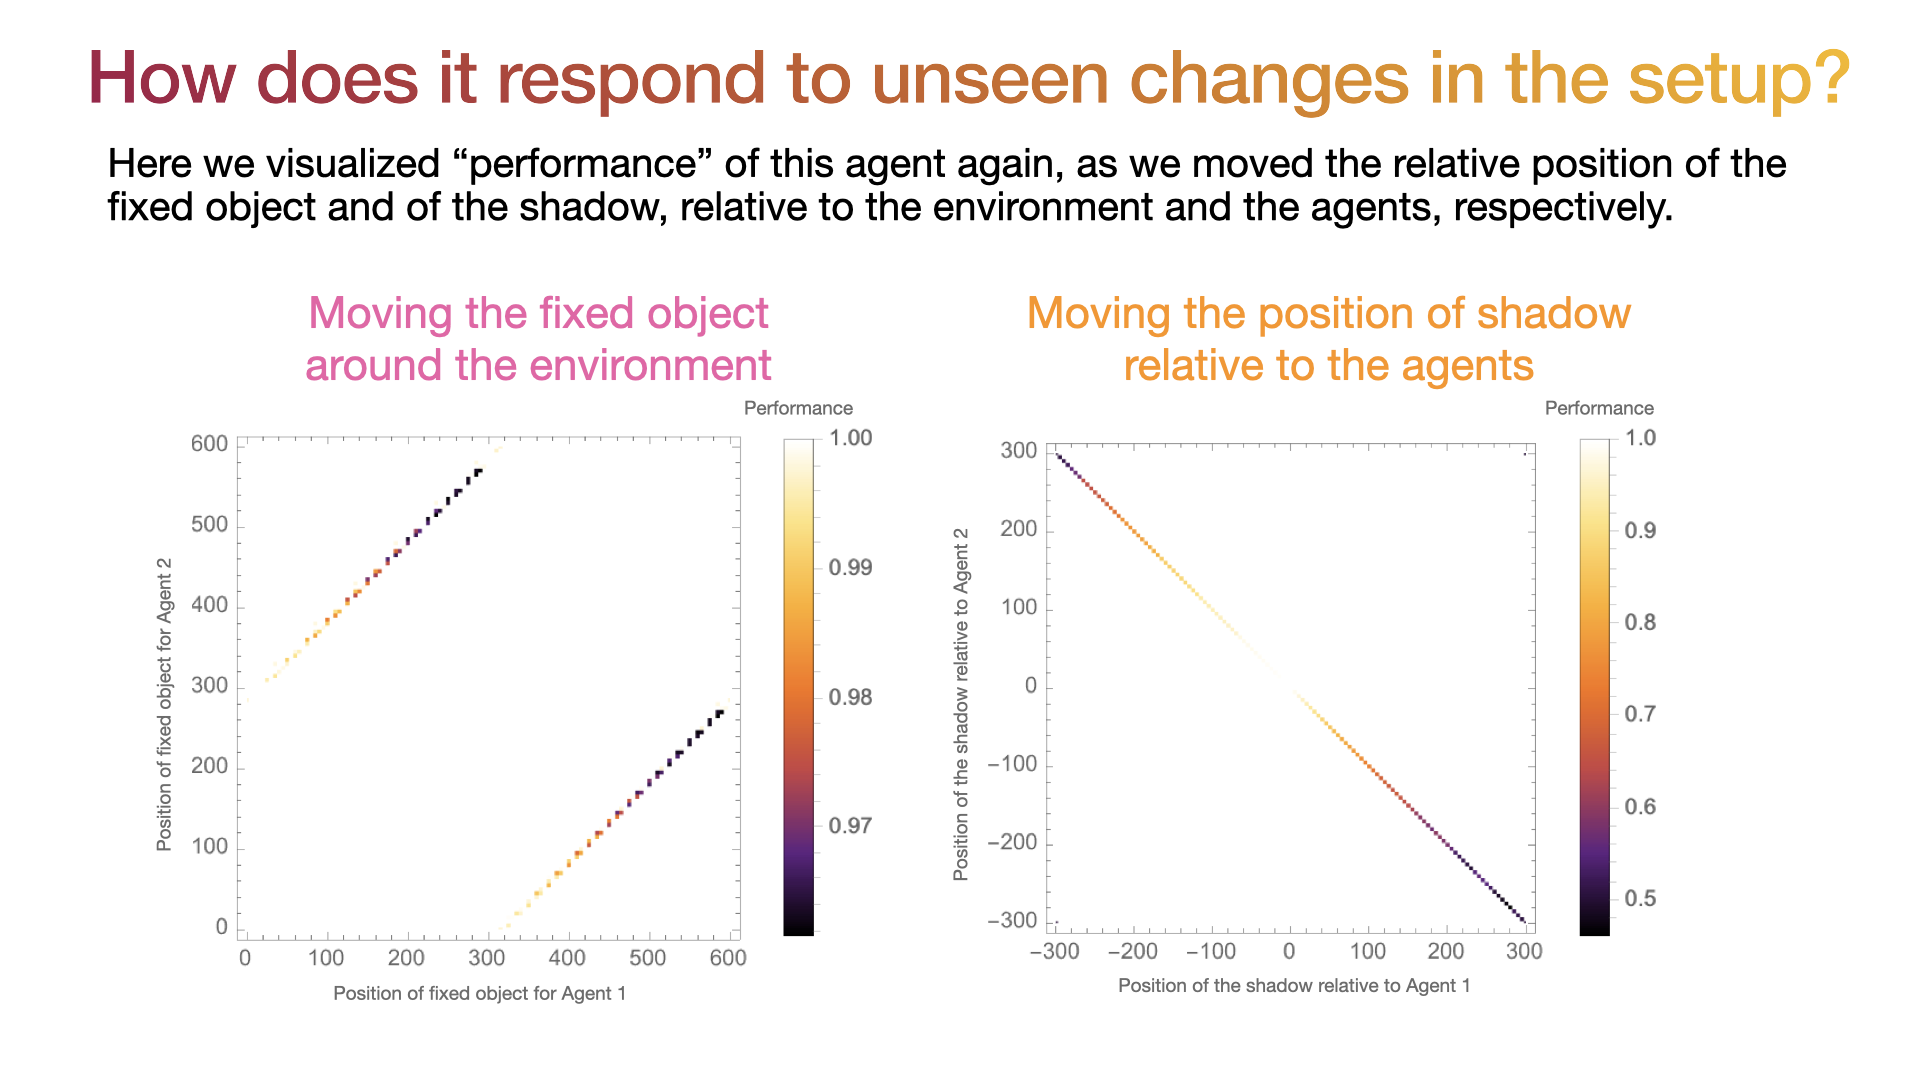 How does it respond to unseen changes in the setup?
Here we visualized “performance” of this agent again, as we moved the relative position of the
fixed object and of the shadow, relative to the environment and the agents, respectively.
Moving the fixed object
around the environment
Performance
600
500
400
300
200
100
0
Position of fixed object for Agent 2
0 100 200 300 400 500 600
Position of fixed object for Agent 1
1.00
0.99
0.98
0.97
Moving the position of shadow
relative to the agents
Performance
300
200
100
0
−100
−200
−300
Position of the shadow relative to Agent 2
−300 −200 −100 0 100 200 300
Position of the shadow relative to Agent 1
1.0
0.9
0.8
0.7
0.6
0.5